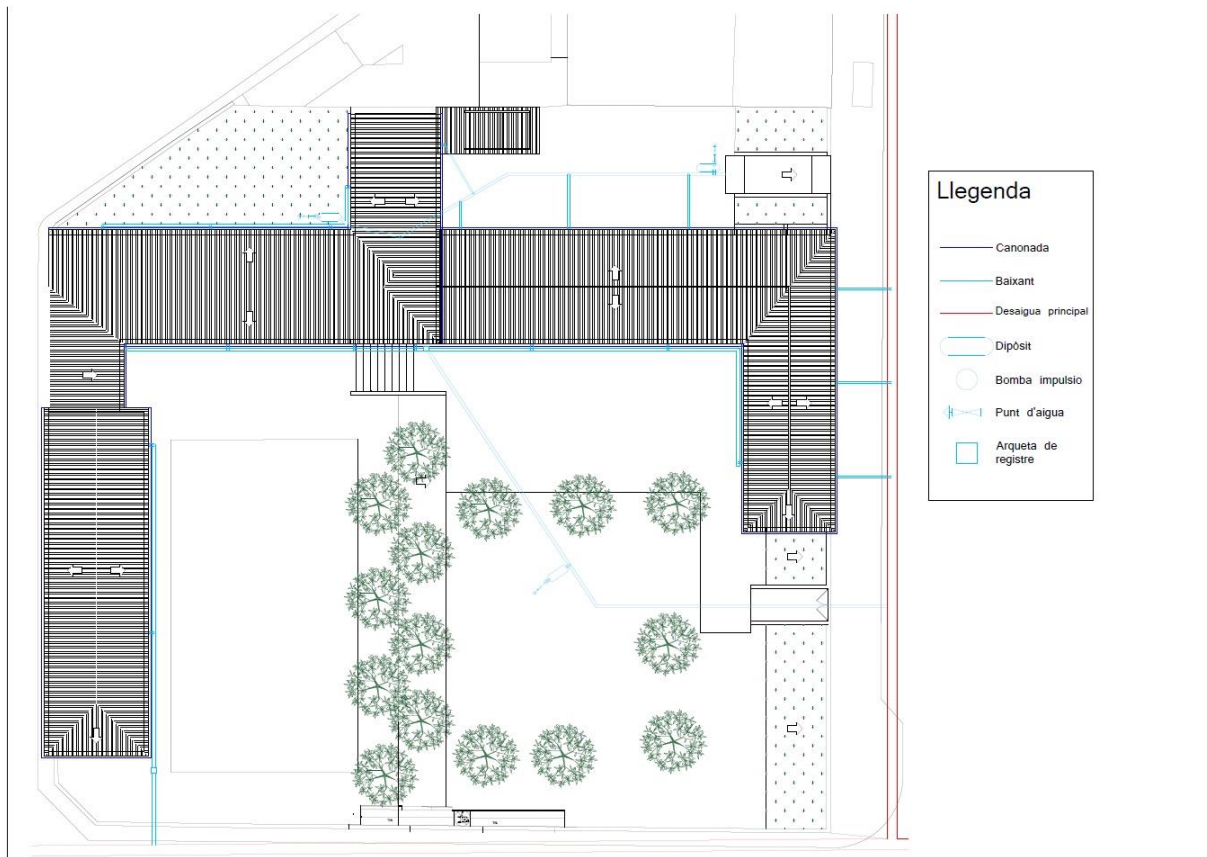 Llegenda
Canonada
Baixant
Desaigua principal
Dipòsit
Bomba impulsio
Punt d'aigua
Arqueta de
registre